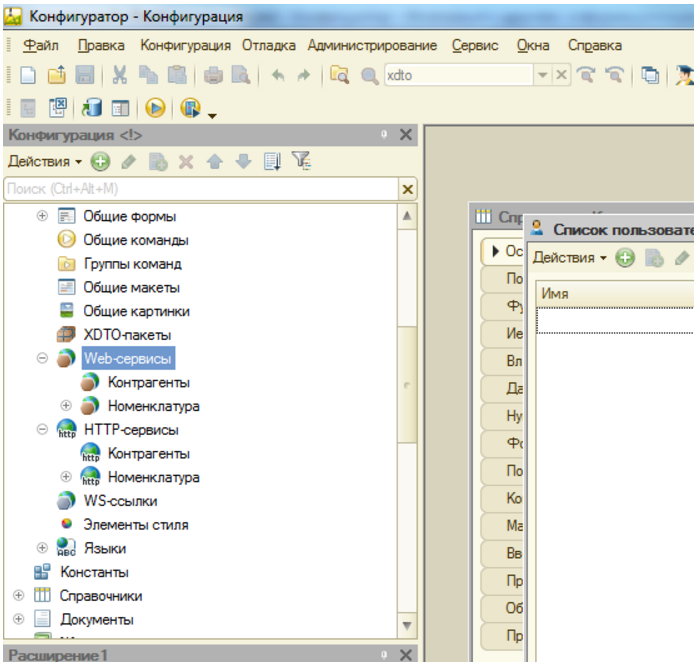 Конфигуратор - Конфигурация
Файл Правка Конфигурация Отладка Администрирование Сервис Окна Справка
xdto
Конфигурация <!>
Действия
Поиск (Ctrl+Alt+M)
Общие формы
Общие команды
Группы команд
Общие макеты
Общие картинки
XDTO-пакеты
Web-сервисы
Контрагенты
Номенклатура
HTTP-сервисы
Контрагенты
Номенклатура
WS-ссылки
Элементы стиля
Языки
Константы
Справочники
Документы
Расширение1
Спр
Ос
По
Фу
Ие
Вл
Да
Ну
Фо
По
Ко
Ма
Вв
Пр
Об
Пр
Список пользовате
Действия
Имя